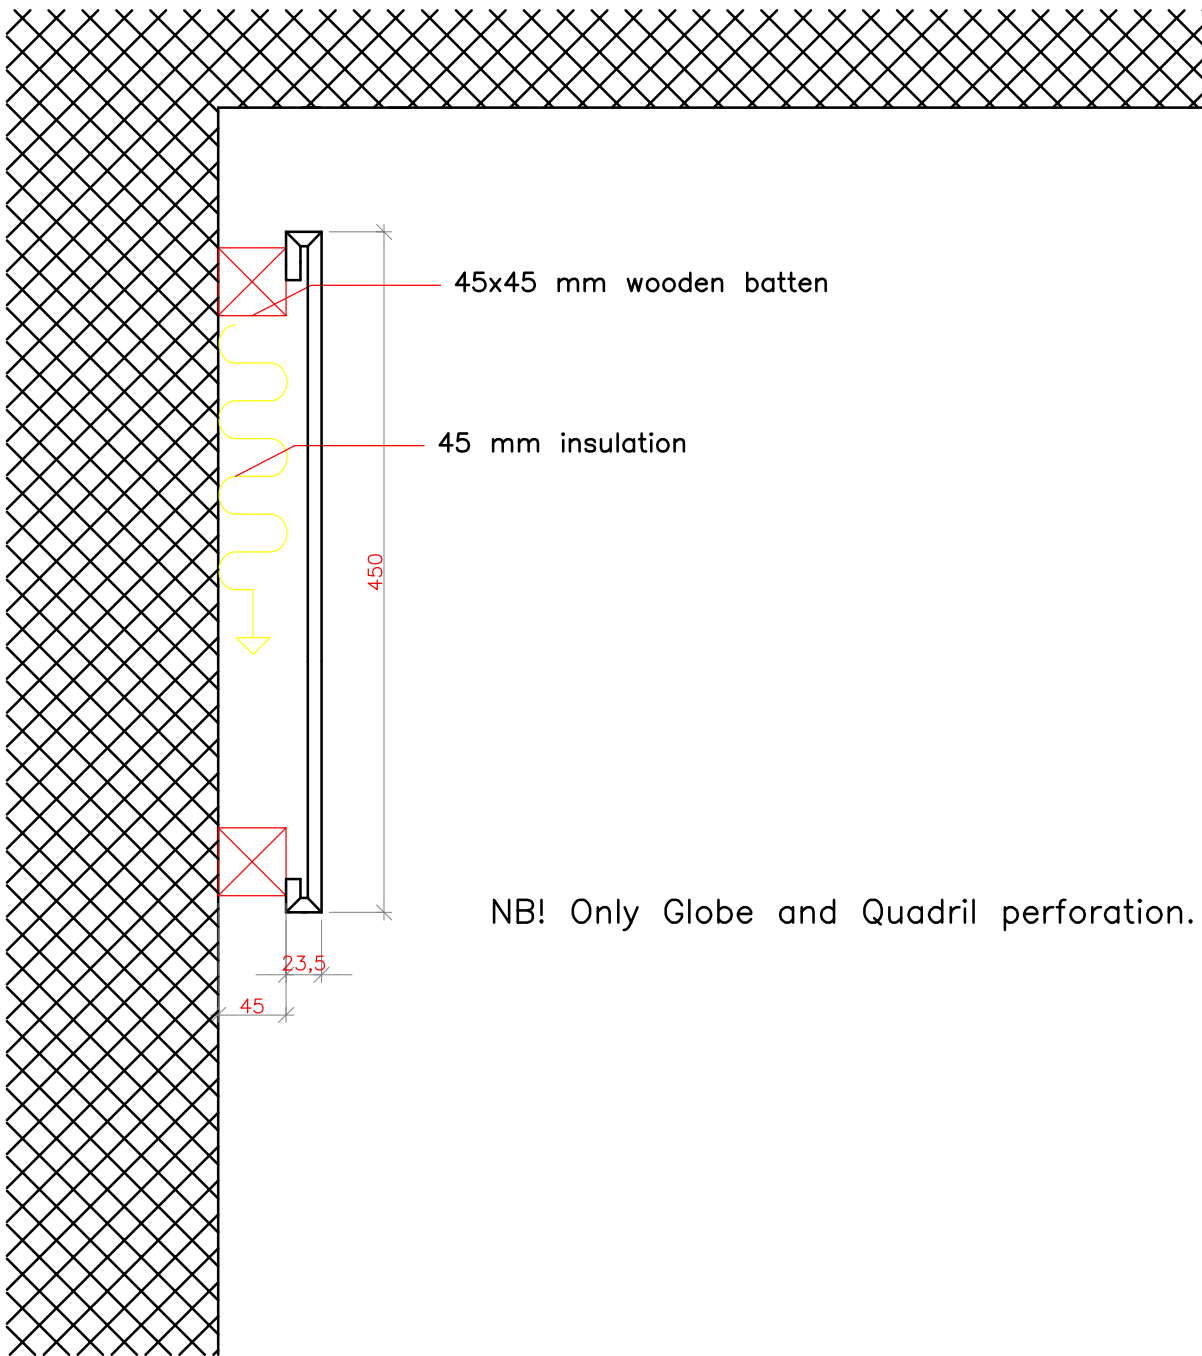 45x45 mm wooden batten
45 mm insulation
450
NB! Only Globe and Quadril perforation.
23,5
45